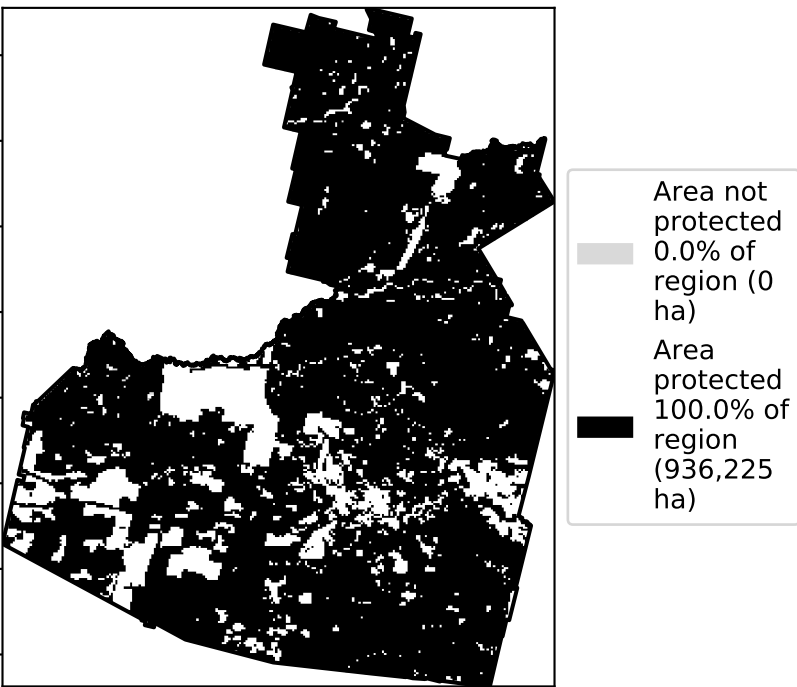 Area not
protected
0.0% of
region (0
ha)
Area
protected
100.0% of
region
(936,225
ha)